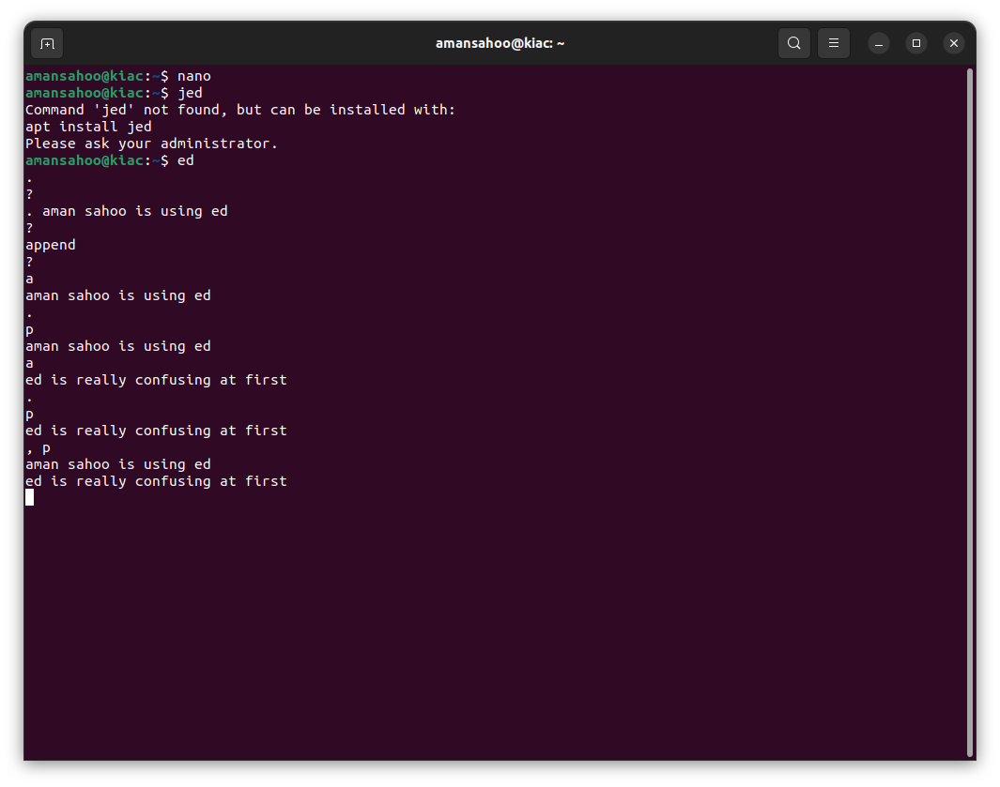 amansahoo@kiac: ~
amansahoo@kiac:~$ nano
amansahoo@kiac:~$ jed
Command 'jed' not found, but can be installed with:
apt install jed
Please ask your administrator.
amansahoo@kiac:~$ ed
.
?
. aman sahoo is using ed
?
append
?
a
aman sahoo is using ed
.
p
aman sahoo is using ed
a
ed is really confusing at first
.
p
ed is really confusing at first
, p
aman sahoo is using ed
ed is really confusing at first